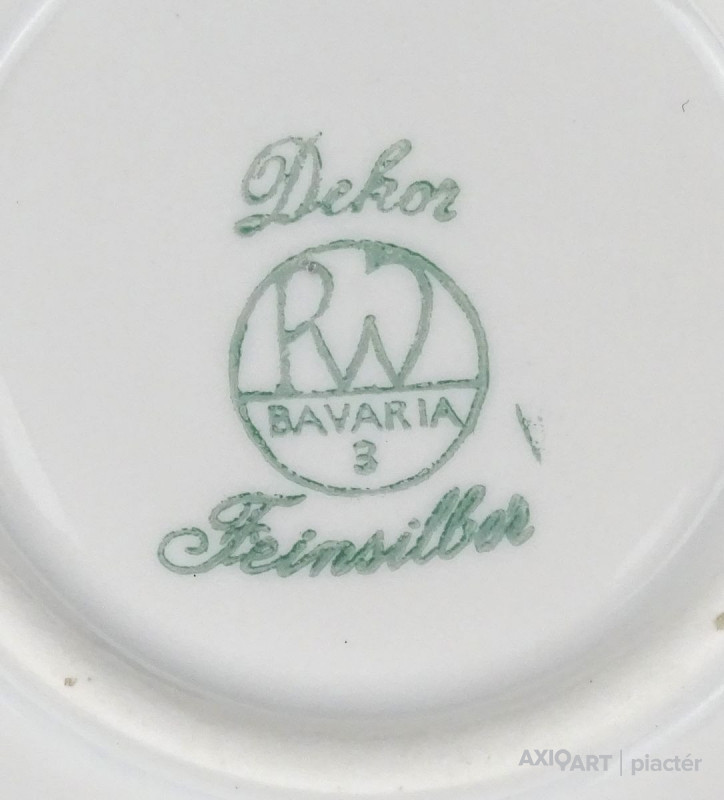 Dekor
RW
BAVARIA
3
Feinsilber
AXIOART | piactér